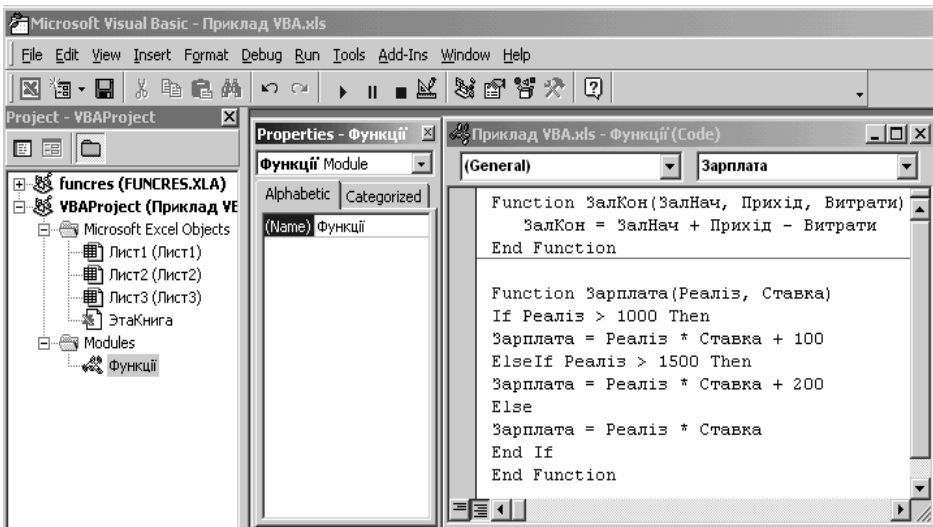 Microsoft Visual Basic - Приклад VBA.xls
File Edit View Insert Format Debug Run Tools Add-Ins Window Help
Project - VBAProject
funcres (FUNCRES.XLA)
VBAProject (Приклад VE
Microsoft Excel Objects
Лист1 (Лист1)
Лист2 (Лист2)
Лист3 (Лист3)
ЭтаКнига
Modules
Функції
Properties - Функції
Функції Module
Alphabetic Categorized
(Name) Функції
Приклад VBA.xls - Функції (Code)
(General) Зарплата
Function ЗалКон(ЗалНач, Прихід, Витрати)
ЗалКон = ЗалНач + Прихід - Витрати
End Function
Function Зарплата(Реаліз, Ставка)
If Реаліз > 1000 Then
Зарплата = Реаліз * Ставка + 100
ElseIf Реаліз > 1500 Then
Зарплата = Реаліз * Ставка + 200
Else
Зарплата = Реаліз * Ставка
End If
End Function